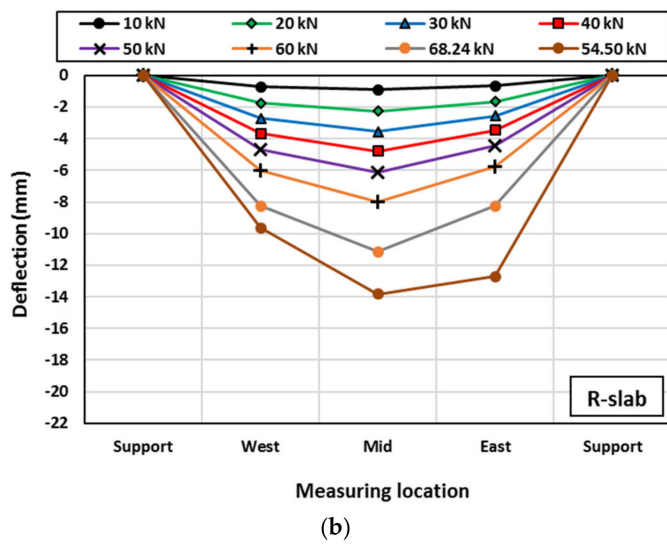 10 kN 20 kN 30 kN 40 kN
50 kN 60 kN 68.24 kN 54.50 kN
0
-2
-4
-6
-8
-10
-12
-14
-16
-18
-20
-22
Deflection (mm)
R-slab
Support West Mid East Support
Measuring location
(b)